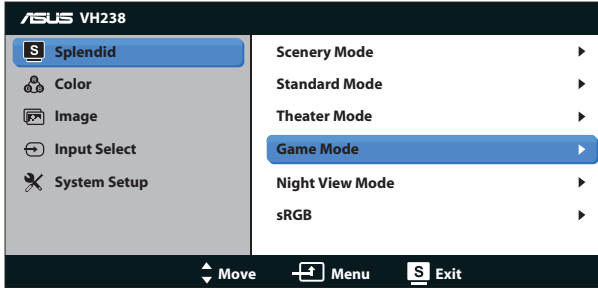 ASUS VH238
S Splendid
Color
Image
Input Select
System Setup
Scenery Mode
Standard Mode
Theater Mode
Game Mode
Night View Mode
sRGB
Move Menu S Exit